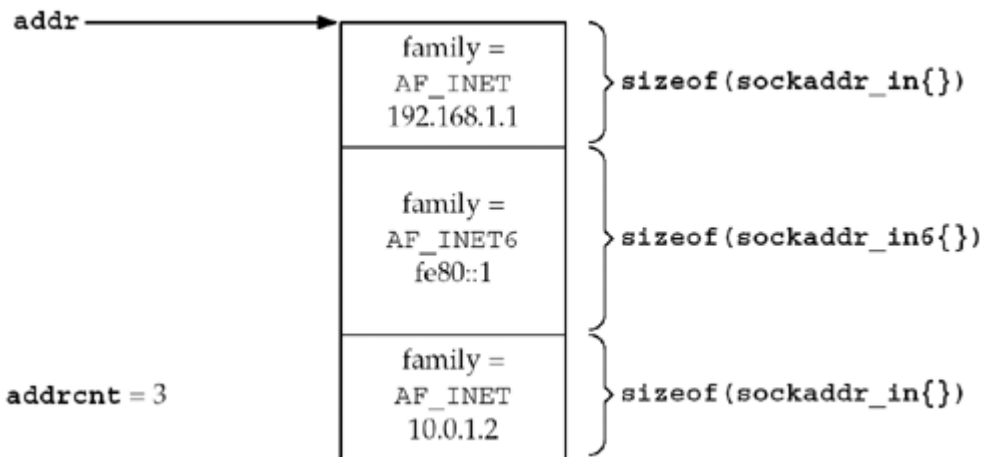 addr
family =
AF_INET
192.168.1.1
sizeof(sockaddr_in{})
family =
AF_INET6
fe80::1
sizeof(sockaddr_in6{})
family =
AF_INET
10.0.1.2
sizeof(sockaddr_in{})
addrcnt = 3